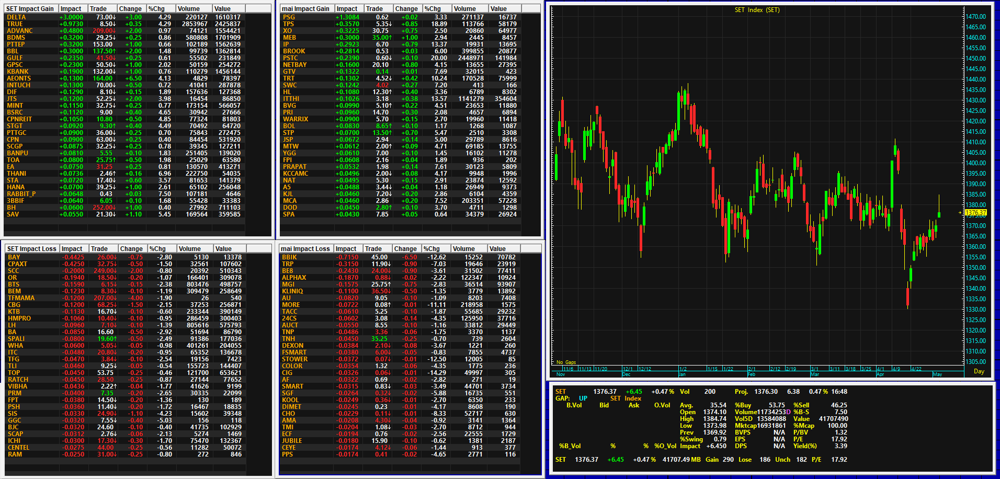 SET Impact Gain Impact Trade Change %Chg Volume Value
DELTA +3.0000 73.00↓ +3.00 4.29 220127 1610317
TRUE +0.9730 8.50↓ +0.35 4.29 2853967 2425837
ADVANC +0.4800 209.00↓ +2.00 0.97 74121 1554421
BDMS +0.3200 29.25↓ +0.25 0.86 580808 1701909
PTTEP +0.3200 153.00 +1.00 0.66 102189 1562639
BBL +0.3000 137.50↑ +2.00 1.48 99739 1362814
GULF +0.2350 41.50↓ +0.25 0.61 55502 231849
GPSC +0.2300 50.50↓ +1.00 2.02 50159 254272
KBANK +0.1900 132.00↓ +1.00 0.76 110279 1456144
AEONTS +0.1300 164.00 +6.50 4.13 4829 78397
INTUCH +0.1300 70.00↓ +0.50 0.72 41041 287878
DIF +0.1290 8.10↓ +0.15 1.89 157636 127368
JTS +0.1200 52.25↓ +2.00 3.98 16454 86850
MINT +0.1150 32.75↓ +0.25 0.77 173154 566057
BSRC +0.1120 9.00 +0.40 4.65 30942 27666
CPNREIT +0.1050 10.80 +0.50 4.85 77324 81803
STGT +0.0920 9.30↑ +0.40 4.49 70492 64720
PTTGC +0.0900 36.00↓ +0.25 0.70 75843 272475
CPN +0.0900 63.00↓ +0.25 0.40 84454 531920
SCGP +0.0875 32.25↓ +0.25 0.78 39345 127211
BANPU +0.0810 5.55 +0.10 1.83 251405 139020
TOA +0.0800 25.75↑ +0.50 1.98 25029 63580
EA +0.0750 31.25 +0.25 0.81 130570 413271
THANI +0.0736 2.46↑ +0.16 6.96 222750 54035
STA +0.0720 17.40↓ +0.60 3.57 81653 141379
HANA +0.0700 39.25↓ +1.00 2.61 65102 256048
RABBIT_P +0.0648 0.43 +0.03 7.50 107181 4646
3BBIF +0.0640 6.05 +0.10 1.68 55428 33383
BH +0.0600 252.00↓ +1.00 0.40 27992 711103
SAV +0.0550 21.30↓ +1.10 5.45 169564 359585
mai Impact Gain Impact Trade Change %Chg Volume Value
PSG +1.3084 0.62 +0.02 3.33 271137 16737
TPS +0.3570 5.35↓ +0.85 18.89 113766 58179
XO +0.3225 30.75 +0.75 2.50 20860 64977
MEB +0.3000 35.00↑ +1.00 2.94 2445 8457
IP +0.2923 6.70 +0.79 13.37 19931 13695
BROOK +0.2814 0.53 +0.03 6.00 399855 20877
PSTC +0.2390 0.60↓ +0.10 20.00 2448971 141984
NETBAY +0.1600 20.10 +0.80 4.15 13655 27395
GTV +0.1322 0.14 +0.01 7.69 32015 423
TRT +0.1302 4.52↓ +0.42 10.24 170528 75999
SWC +0.1242 4.02 +0.27 7.20 413 166
HL +0.1080 12.30↑ +0.40 3.36 6789 8302
ITTHI +0.1026 3.18 +0.38 13.57 1141279 354604
BVG +0.0990 5.10↑ +0.22 4.51 23653 11880
PRI +0.0960 14.70 +0.30 2.08 4657 6894
WARRIX +0.0900 5.70 +0.15 2.70 19960 11418
BOL +0.0830 8.65↑ +0.10 1.17 1268 1087
STP +0.0700 13.50↑ +0.70 5.47 2510 3308
JSP +0.0672 2.94 +0.14 5.00 29789 8616
MTW +0.0612 2.00↑ +0.09 4.71 69185 13755
YGG +0.0610 7.00 +0.10 1.45 16102 11278
FPI +0.0608 2.16 +0.04 1.89 936 202
PRAPAT +0.0532 1.98 +0.14 7.61 30123 5809
KCCAMC +0.0496 2.00↓ +0.08 4.17 9948 1996
NAT +0.0495 5.30 +0.15 2.91 23874 12592
A5 +0.0488 3.44↓ +0.04 1.18 26949 9373
KJL +0.0460 7.20↓ +0.20 2.86 6104 4359
MCA +0.0460 2.86 +0.20 7.52 203351 57228
DOD +0.0450 2.80↑ +0.10 3.70 4711 1298
SPA +0.0430 7.85 +0.05 0.64 34379 26924
SET Impact Loss Impact Trade Change %Chg Volume Value
BAY -0.4425 26.00↓ -0.75 -2.80 5130 13378
CPAXT -0.4250 32.75↓ -0.50 -1.50 32561 107602
SCC -0.2000 249.00↓ -2.00 -0.80 20392 510343
OR -0.1940 18.50↓ -0.20 -1.07 166401 309078
BTS -0.1590 6.15↓ -0.15 -2.38 803476 498757
BEM -0.1230 8.30↓ -0.10 -1.19 309479 258649
TFMAMA -0.1200 207.00↓ -4.00 -1.90 26 540
CBG -0.1200 68.25↓ -1.50 -2.15 37253 256871
KTB -0.1130 16.70↓ -0.10 -0.60 233344 390149
HMPRO -0.1060 10.40↓ -0.10 -0.95 286459 300403
LH -0.0960 7.10↓ -0.10 -1.39 805616 575793
BA -0.0850 16.60 -0.50 -2.92 51694 86790
SPALI -0.0800 19.60↑ -0.50 -2.49 91386 177036
WHA -0.0600 5.05↓ -0.05 -0.98 401261 204055
ITC -0.0480 20.80↓ -0.20 -0.95 65352 136678
TFG -0.0470 3.84↓ -0.10 -2.54 19156 7423
TLI -0.0460 9.25↓ -0.05 -0.54 155723 144407
TOP -0.0450 53.75 -0.25 -0.46 121700 653621
RATCH -0.0450 28.50 -0.25 -0.87 27144 77652
VIBHA -0.0436 2.22↑ -0.04 -1.77 41626 9199
PRM -0.0400 7.35 -0.20 -2.65 30335 22099
FPT -0.0380 14.50↓ -0.20 -1.36 130 189
PSH -0.0360 11.40↓ -0.20 -1.72 16467 18835
SIS -0.0330 24.90↓ -1.10 -4.23 15602 39348
GGC -0.0320 7.55↓ -0.40 -5.03 156 118
BJC -0.0320 24.60 -0.10 -0.40 41735 102929
SCAP -0.0312 2.76↓ -0.06 -2.13 5274 1469
ICHI -0.0300 17.30↓ -0.30 -1.70 75470 132367
CENTEL -0.0275 44.00 -0.25 -0.56 11282 50072
RAM -0.0250 31.00↓ -0.25 -0.80 272 846
mai Impact Loss Impact Trade Change %Chg Volume Value
BBIK -0.7150 45.00 -6.50 -12.62 15252 70782
TRP -0.3150 11.90↓ -0.90 -7.03 19646 23919
BE8 -0.2430 24.00↓ -0.90 -3.61 31502 77411
ALPHAX -0.1870 0.88↓ -0.02 -2.22 122347 10924
MGI -0.1575 25.75↑ -0.75 -2.83 36514 93907
KLINIQ -0.1100 36.50↓ -0.50 -1.35 3779 13892
AU -0.0820 9.05 -0.10 -1.09 8203 7408
MORE -0.0722 0.08↑ -0.01 -11.11 218958 1575
TACC -0.0610 5.25 -0.10 -1.87 55685 29232
24CS -0.0602 3.08 -0.14 -4.35 125950 37716
AUCT -0.0550 8.55 -0.10 -1.16 33812 29449
TNP -0.0486 3.36 -0.06 -1.75 3370 1137
TNH -0.0450 35.25 -0.25 -0.70 739 2604
DEXON -0.0384 2.10↓ -0.08 -3.67 1221 260
FSMART -0.0380 6.00↓ -0.05 -0.83 7855 4737
STOWER -0.0372 0.07↓ -0.01 -12.50 12005 85
COLOR -0.0354 1.32 -0.06 -4.35 1775 236
CIG -0.0326 0.06↓ -0.01 -14.29 49997 305
AF -0.0322 0.69 -0.02 -2.82 271 19
SMART -0.0315 0.83↓ -0.03 -3.49 44701 3734
SGF -0.0264 0.32↓ -0.02 -5.88 16735 551
KOOL -0.0249 0.36↓ -0.01 -2.70 6350 233
DIMET -0.0245 0.23 -0.01 -4.17 8608 190
CHO -0.0229 0.11↓ -0.01 -8.33 52717 630
AMA -0.0208 4.30↓ -0.04 -0.92 3141 1364
TMI -0.0204 1.08↓ -0.03 -2.70 8712 944
ECF -0.0194 0.76 -0.02 -2.56 22555 1729
JUBILE -0.0180 15.90 -0.10 -0.62 1381 2187
CEYE -0.0174 4.12↓ -0.06 -1.44 913 377
PPS -0.0174 0.41 -0.02 -4.65 2771 116
SET Index (SET)
1470.00
1465.00
1460.00
1455.00
1450.00
1445.00
1440.00
1435.00
1430.00
1425.00
1420.00
1415.00
1410.00
1405.00
1400.00
1395.00
1390.00
1385.00
1380.00
1376.37
1370.00
1365.00
1360.00
1355.00
1350.00
1345.00
1340.00
1335.00
1330.00
1325.00
1320.00
1315.00
1310.00
1305.00
No Gaps
11/6 11/13 11/20 12/1 12/12 1/2 1/15 1/22 2/1 2/12 2/19 3/1 3/11 3/18 3/25 4/1 4/9 4/22
Nov Dec Jan Feb Mar Apr May
Day
SET 1376.37 +6.45 +0.47 % Vol 200 Proj. 1376.30 6.38 0.47 % 16:48
GAP: UP SET Index
B.Vol Bid Ask O.Vol Avg. 35.54 %Buy 53.75 %Sell 46.25
Open 1374.10 Volume 11734253D %B-S 7.50
High 1384.74 Vol5D 13584088 Value 41707490
Low 1373.98 Mktcap 16931861 %Mcap 100.00
Prev 1369.92 BVPS N/A P/BV 1.32
%Swing 0.79 EPS N/A P/E 17.92
%B_Vol % % %O_Vol Impact +6.450 DPS N/A Yield(%) 3.39
SET 1376.37 +6.45 +0.47 % 41707.49 MB Gain 290 Lose 186 Unch 182 P/E 17.92